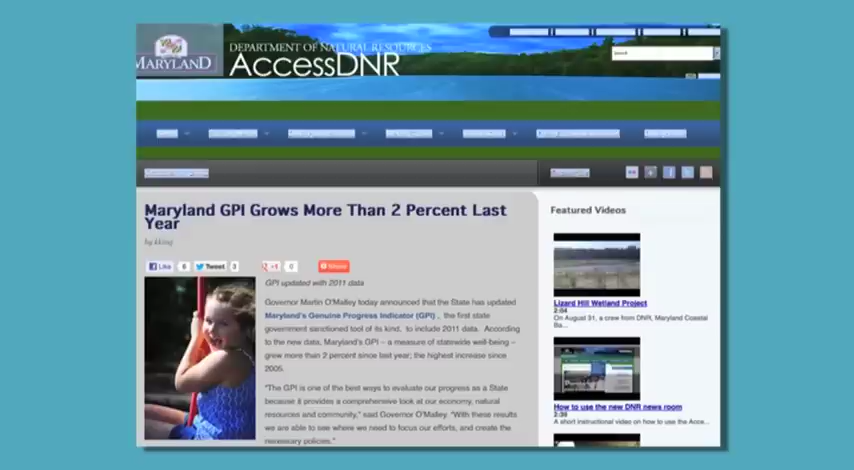 MARYLAND
DEPARTMENT OF NATURAL RESOURCES
AccessDNR
Maryland GPI Grows More Than 2 Percent Last
Year
by kking
Like 6 Tweet 3 +1 0 Share
GPI updated with 2011 data
Governor Martin O'Malley today announced that the State has updated
Maryland's Genuine Progress Indicator (GPI) , the first state
government sanctioned tool of its kind, to include 2011 data. According
to the new data, Maryland's GPI – a measure of statewide well-being –
grew more than 2 percent since last year; the highest increase since
2005.
"The GPI is one of the best ways to evaluate our progress as a State
because it provides a comprehensive look at our economy, natural
resources and community," said Governor O'Malley. "With these results
we are able to see where we need to focus our efforts, and create the
necessary policies."
Featured Videos
Lizard Hill Wetland Project
2:04
On August 31, a crew from DNR, Maryland Coastal
Ba...
How to use the new DNR news room
2:38
A short instructional video on how to use the Acce...